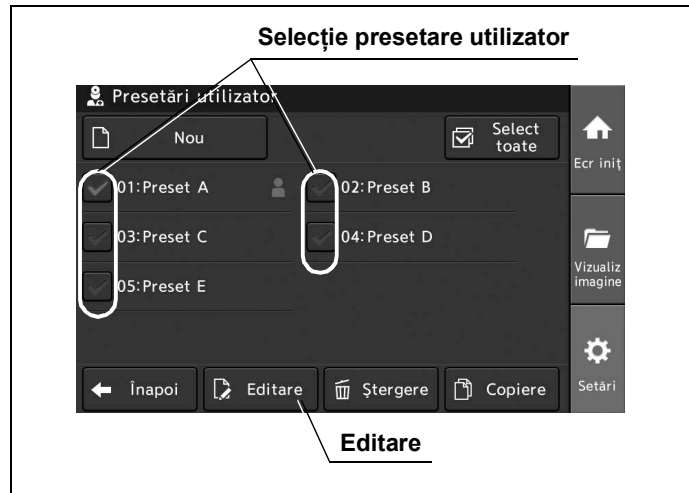 Selecție presetare utilizator
Presetări utilizator
Nou
Select
toate
Ecr iniț
01:Preset A
02:Preset B
03:Preset C
04:Preset D
Vizualiz
imagine
05:Preset E
Înapoi
Editare
Ștergere
Copiere
Setări
Editare